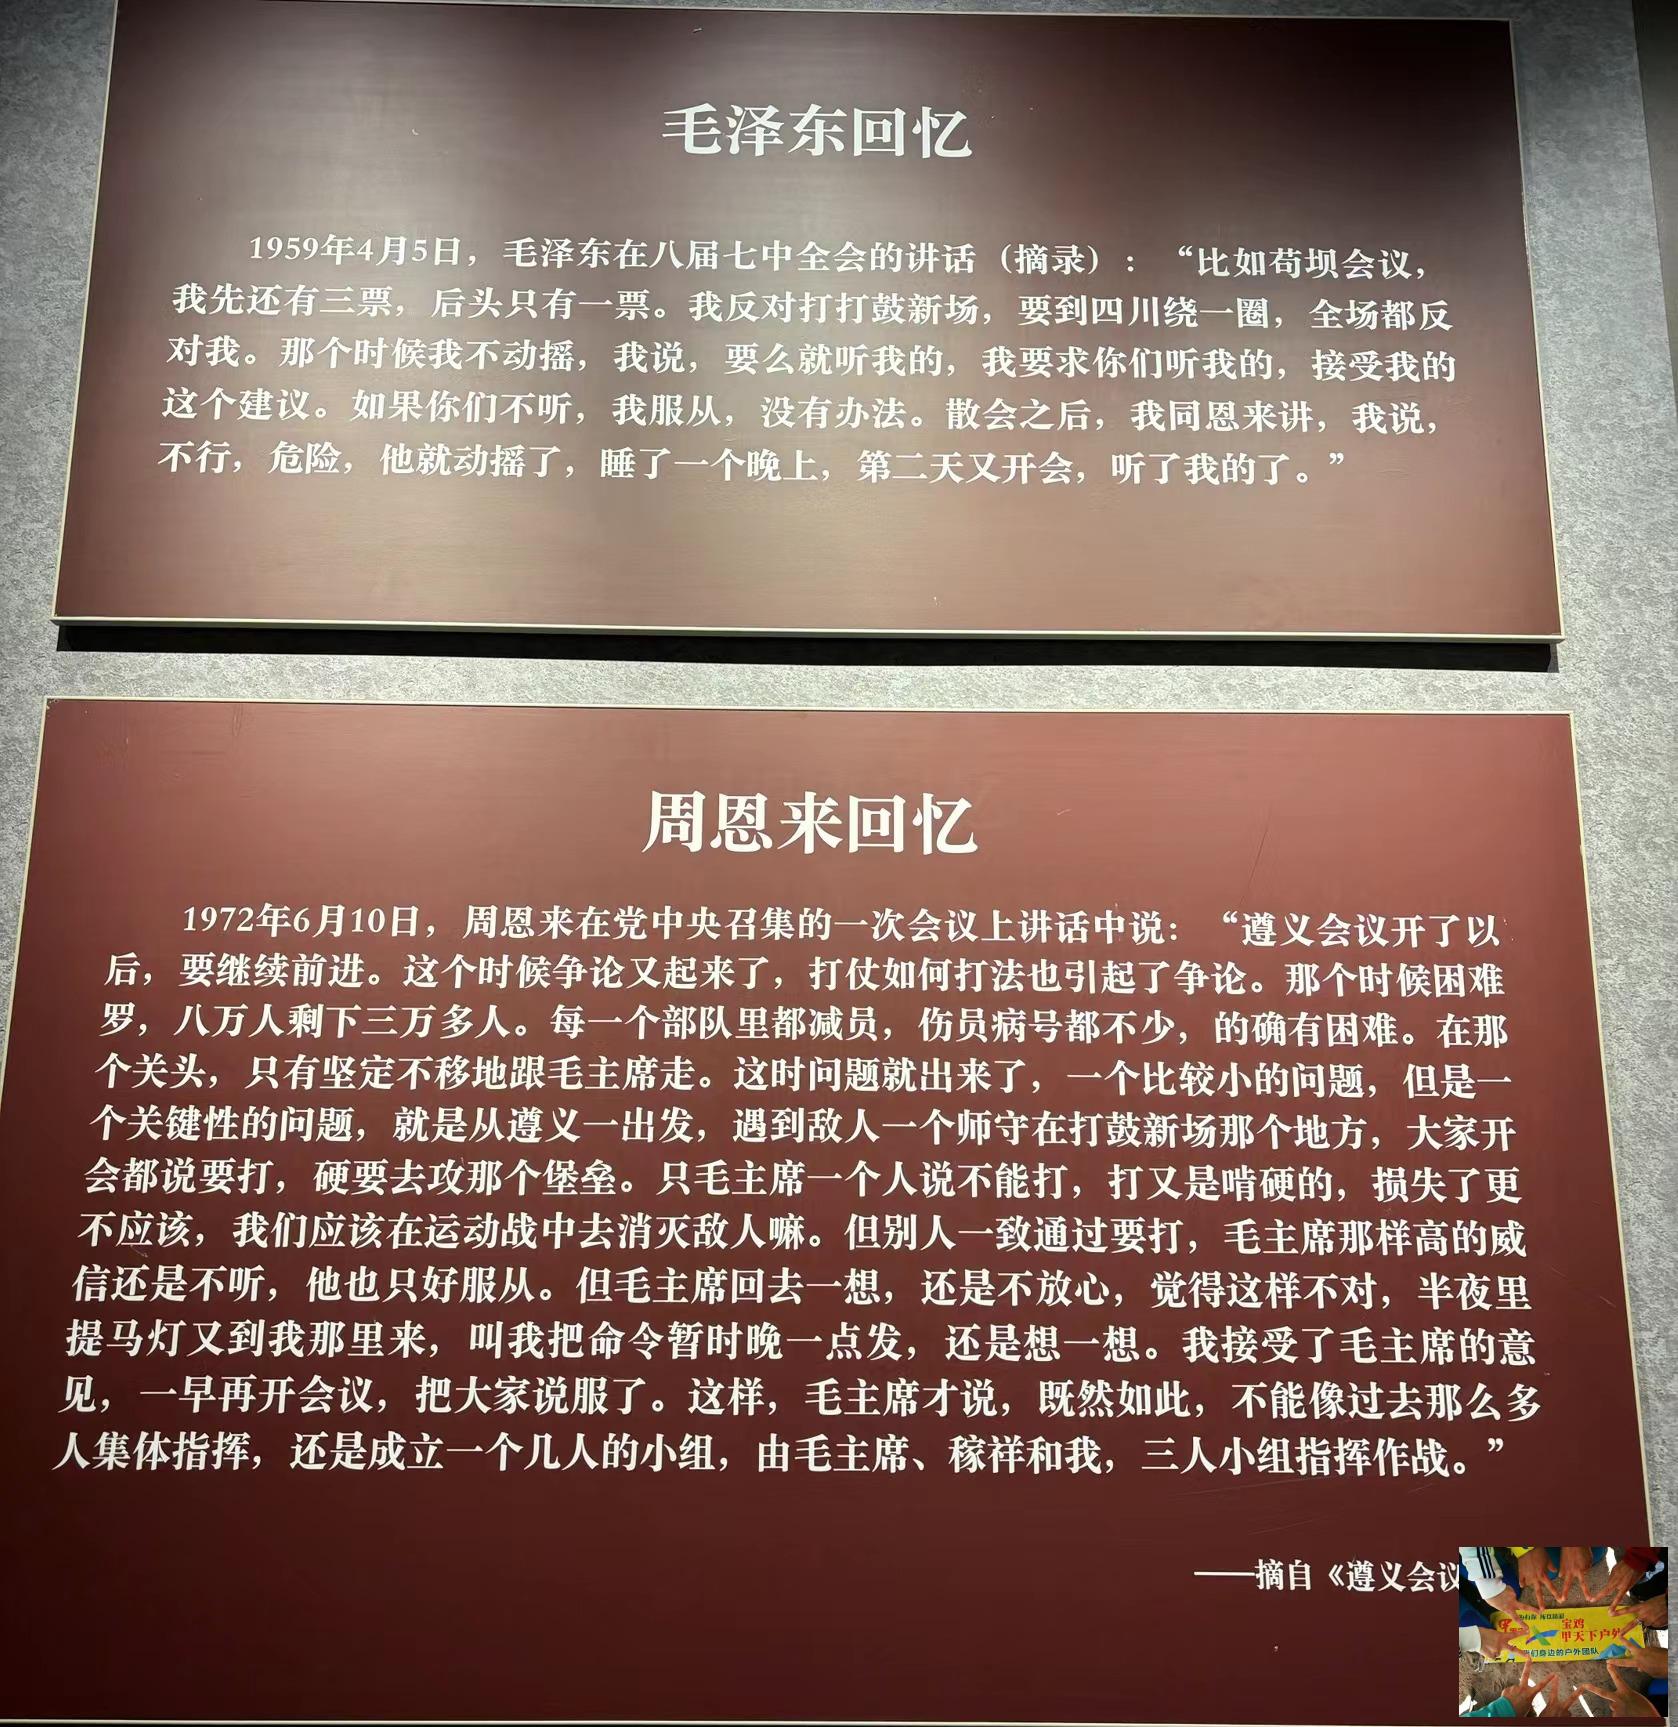 毛泽东回忆
1959年4月5日，毛泽东在八届七中全会的讲话（摘录）：“比如苟坝会议，
我先还有三票，后头只有一票。我反对打打鼓新场，要到四川绕一圈，全场都反
对我。那个时候我不动摇，我说，要么就听我的，我要求你们听我的，接受我的
这个建议。如果你们不听，我服从，没有办法。散会之后，我同恩来讲，我说，
不行，危险，他就动摇了，睡了一个晚上，第二天又开会，听了我的了。”
周恩来回忆
1972年6月10日，周恩来在党中央召集的一次会议上讲话中说：“遵义会议开了以
后，要继续前进。这个时候争论又起来了，打仗如何打法也引起了争论。那个时候困难
罗，八万人剩下三万多人。每一个部队里都减员，伤员病号都不少，的确有困难。在那
个关头，只有坚定不移地跟毛主席走。这时问题就出来了，一个比较小的问题，但是一
个关键性的问题，就是从遵义一出发，遇到敌人一个师守在打鼓新场那个地方，大家开
会都说要打，硬要去攻那个堡垒。只毛主席一个人说不能打，打又是啃硬的，损失了更
不应该，我们应该在运动战中去消灭敌人嘛。但别人一致通过要打，毛主席那样高的威
信还是不听，他也只好服从。但毛主席回去一想，还是不放心，觉得这样不对，半夜里
提马灯又到我那里来，叫我把命令暂时晚一点发，还是想一想。我接受了毛主席的意
见，一早再开会议，把大家说服了。这样，毛主席才说，既然如此，不能像过去那么多
人集体指挥，还是成立一个几人的小组，由毛主席、稼祥和我，三人小组指挥作战。”
——摘自《遵义会议
宝鸡
甲天下户外
我们身边的户外团队